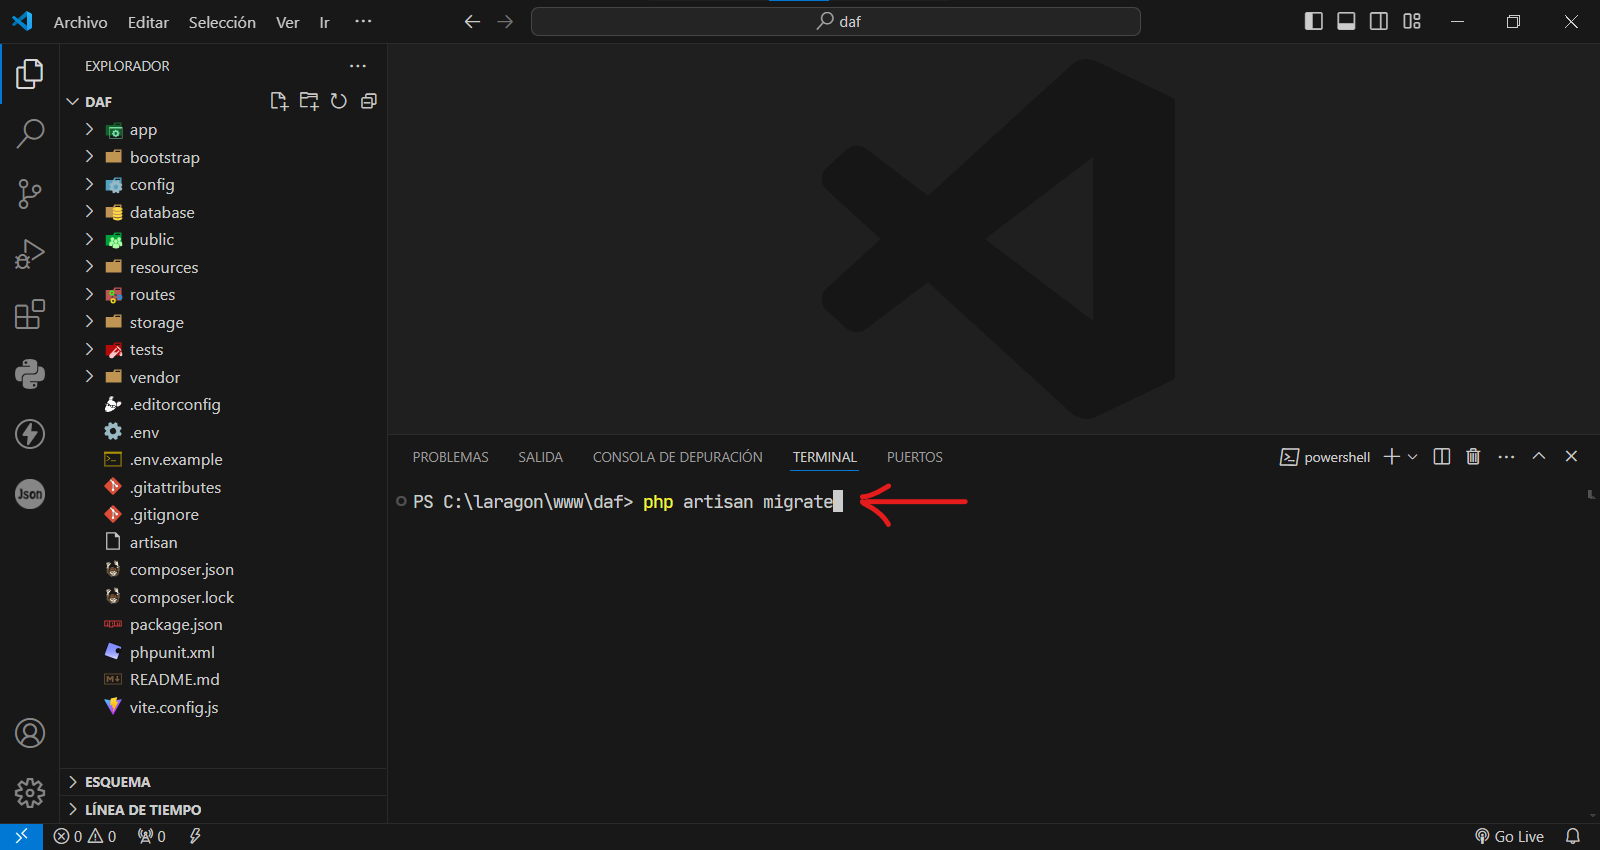 Archivo Editar Selección Ver Ir ···
daf
EXPLORADOR
DAF
app
bootstrap
config
database
public
resources
routes
storage
tests
vendor
.editorconfig
.env
.env.example
.gitattributes
.gitignore
artisan
composer.json
composer.lock
package.json
phpunit.xml
README.md
vite.config.js
ESQUEMA
LÍNEA DE TIEMPO
PROBLEMAS SALIDA CONSOLA DE DEPURACIÓN TERMINAL PUERTOS
powershell
PS C:\laragon\www\daf> php artisan migrate
Json
0 0 0
Go Live